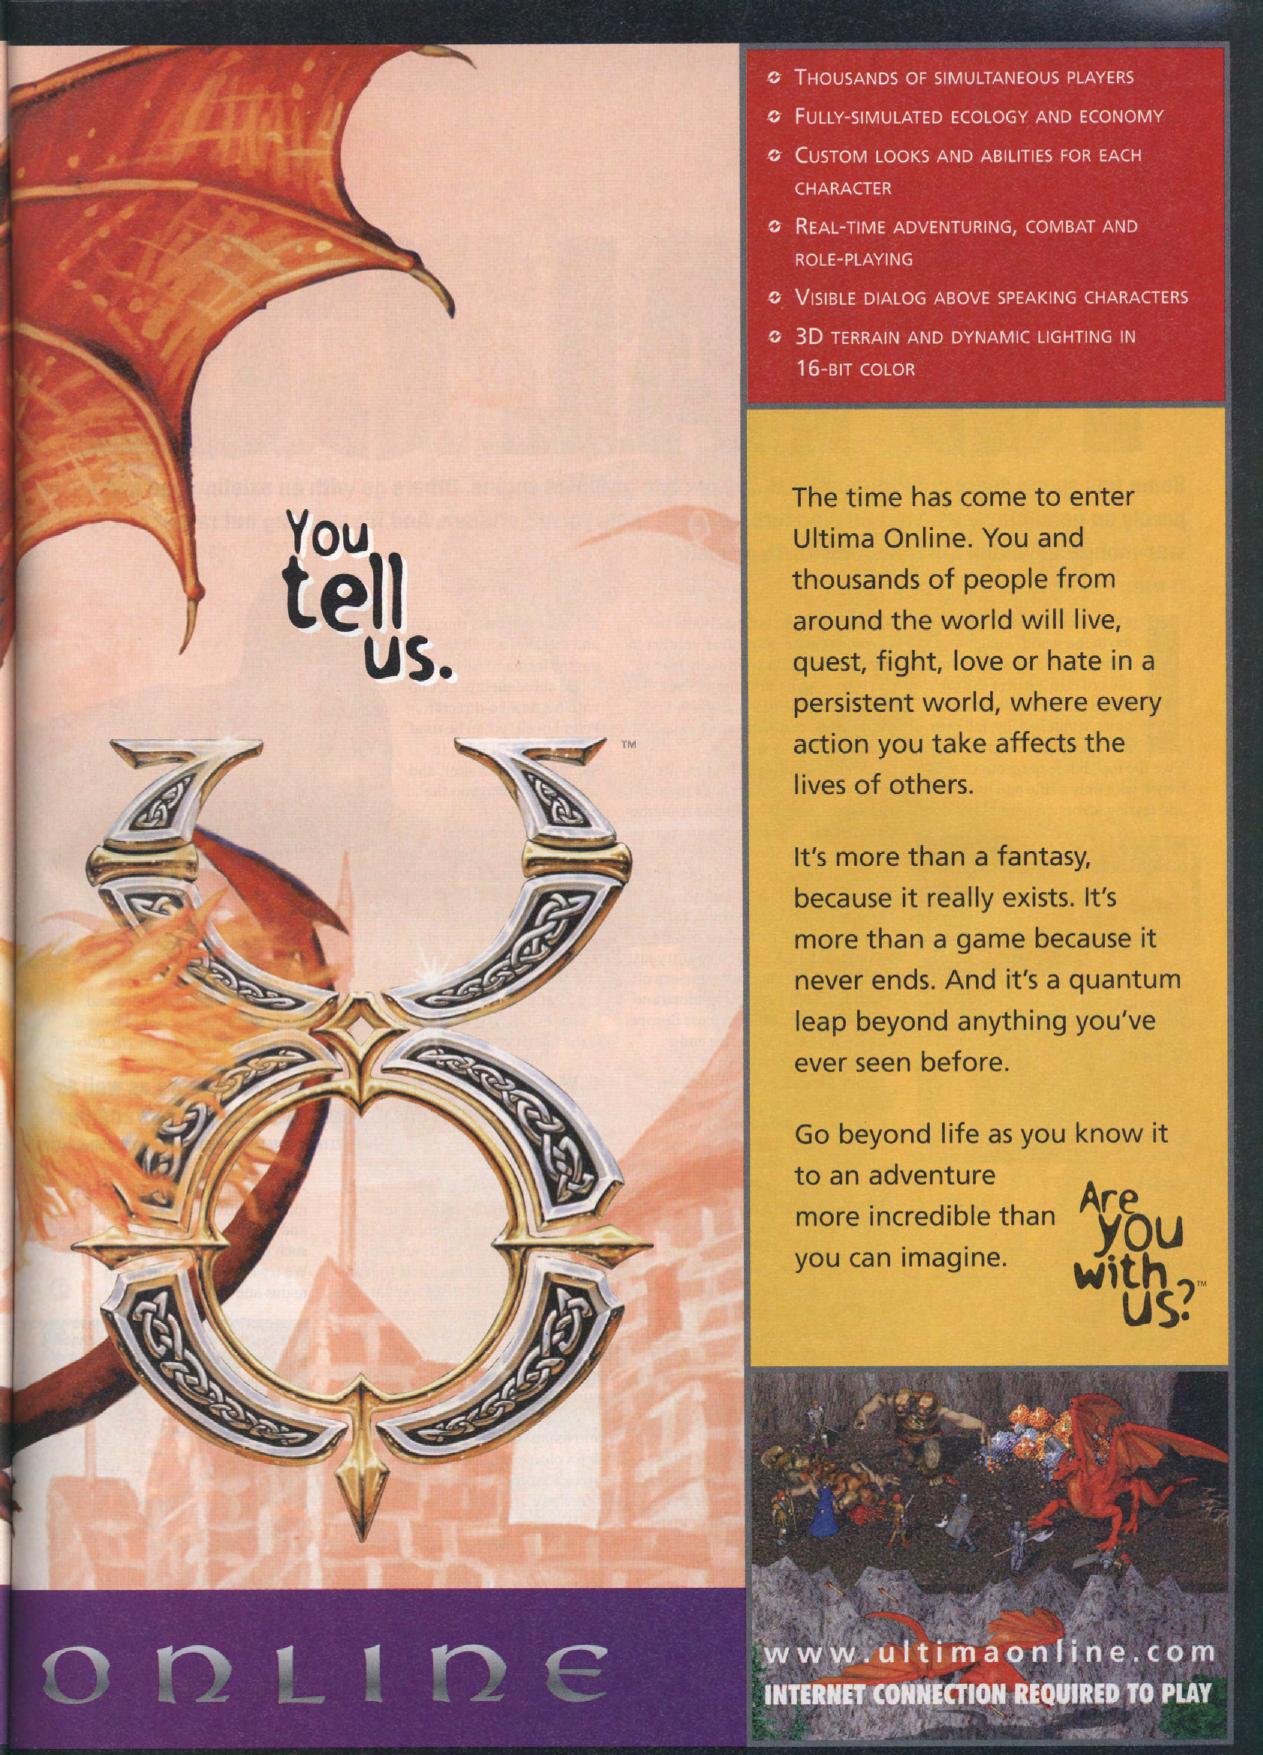 You
tell
us.
™
ONLINE
THOUSANDS OF SIMULTANEOUS PLAYERS
FULLY-SIMULATED ECOLOGY AND ECONOMY
CUSTOM LOOKS AND ABILITIES FOR EACH
CHARACTER
REAL-TIME ADVENTURING, COMBAT AND
ROLE-PLAYING
VISIBLE DIALOG ABOVE SPEAKING CHARACTERS
3D TERRAIN AND DYNAMIC LIGHTING IN
16-BIT COLOR
The time has come to enter
Ultima Online. You and
thousands of people from
around the world will live,
quest, fight, love or hate in a
persistent world, where every
action you take affects the
lives of others.
It's more than a fantasy,
because it really exists. It's
more than a game because it
never ends. And it's a quantum
leap beyond anything you've
ever seen before.
Go beyond life as you know it
to an adventure
more incredible than
you can imagine.
Are
you
with
us?™
www.ultimaonline.com
INTERNET CONNECTION REQUIRED TO PLAY